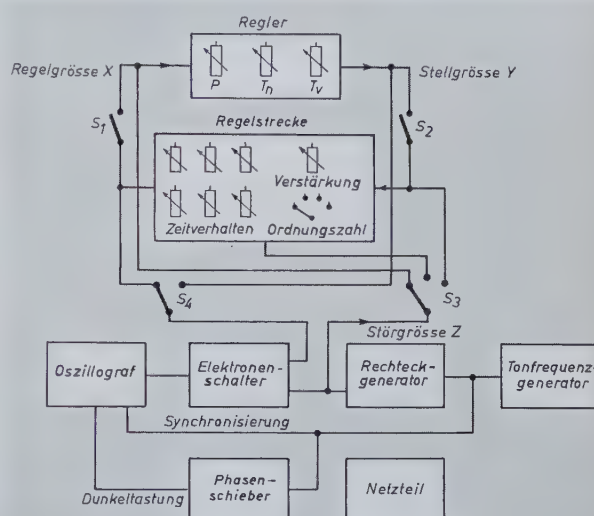 Regler
Regelgrösse X
P
Tn
Tv
Stellgrösse Y
S1
S2
Regelstrecke
Verstärkung
Zeitverhalten
Ordnungszahl
S4
S3
Störgrösse Z
Oszillograf
Elektronen-
schalter
Rechteck-
generator
Tonfrequenz-
generator
Synchronisierung
Dunkeltastung
Phasen-
schieber
Netzteil